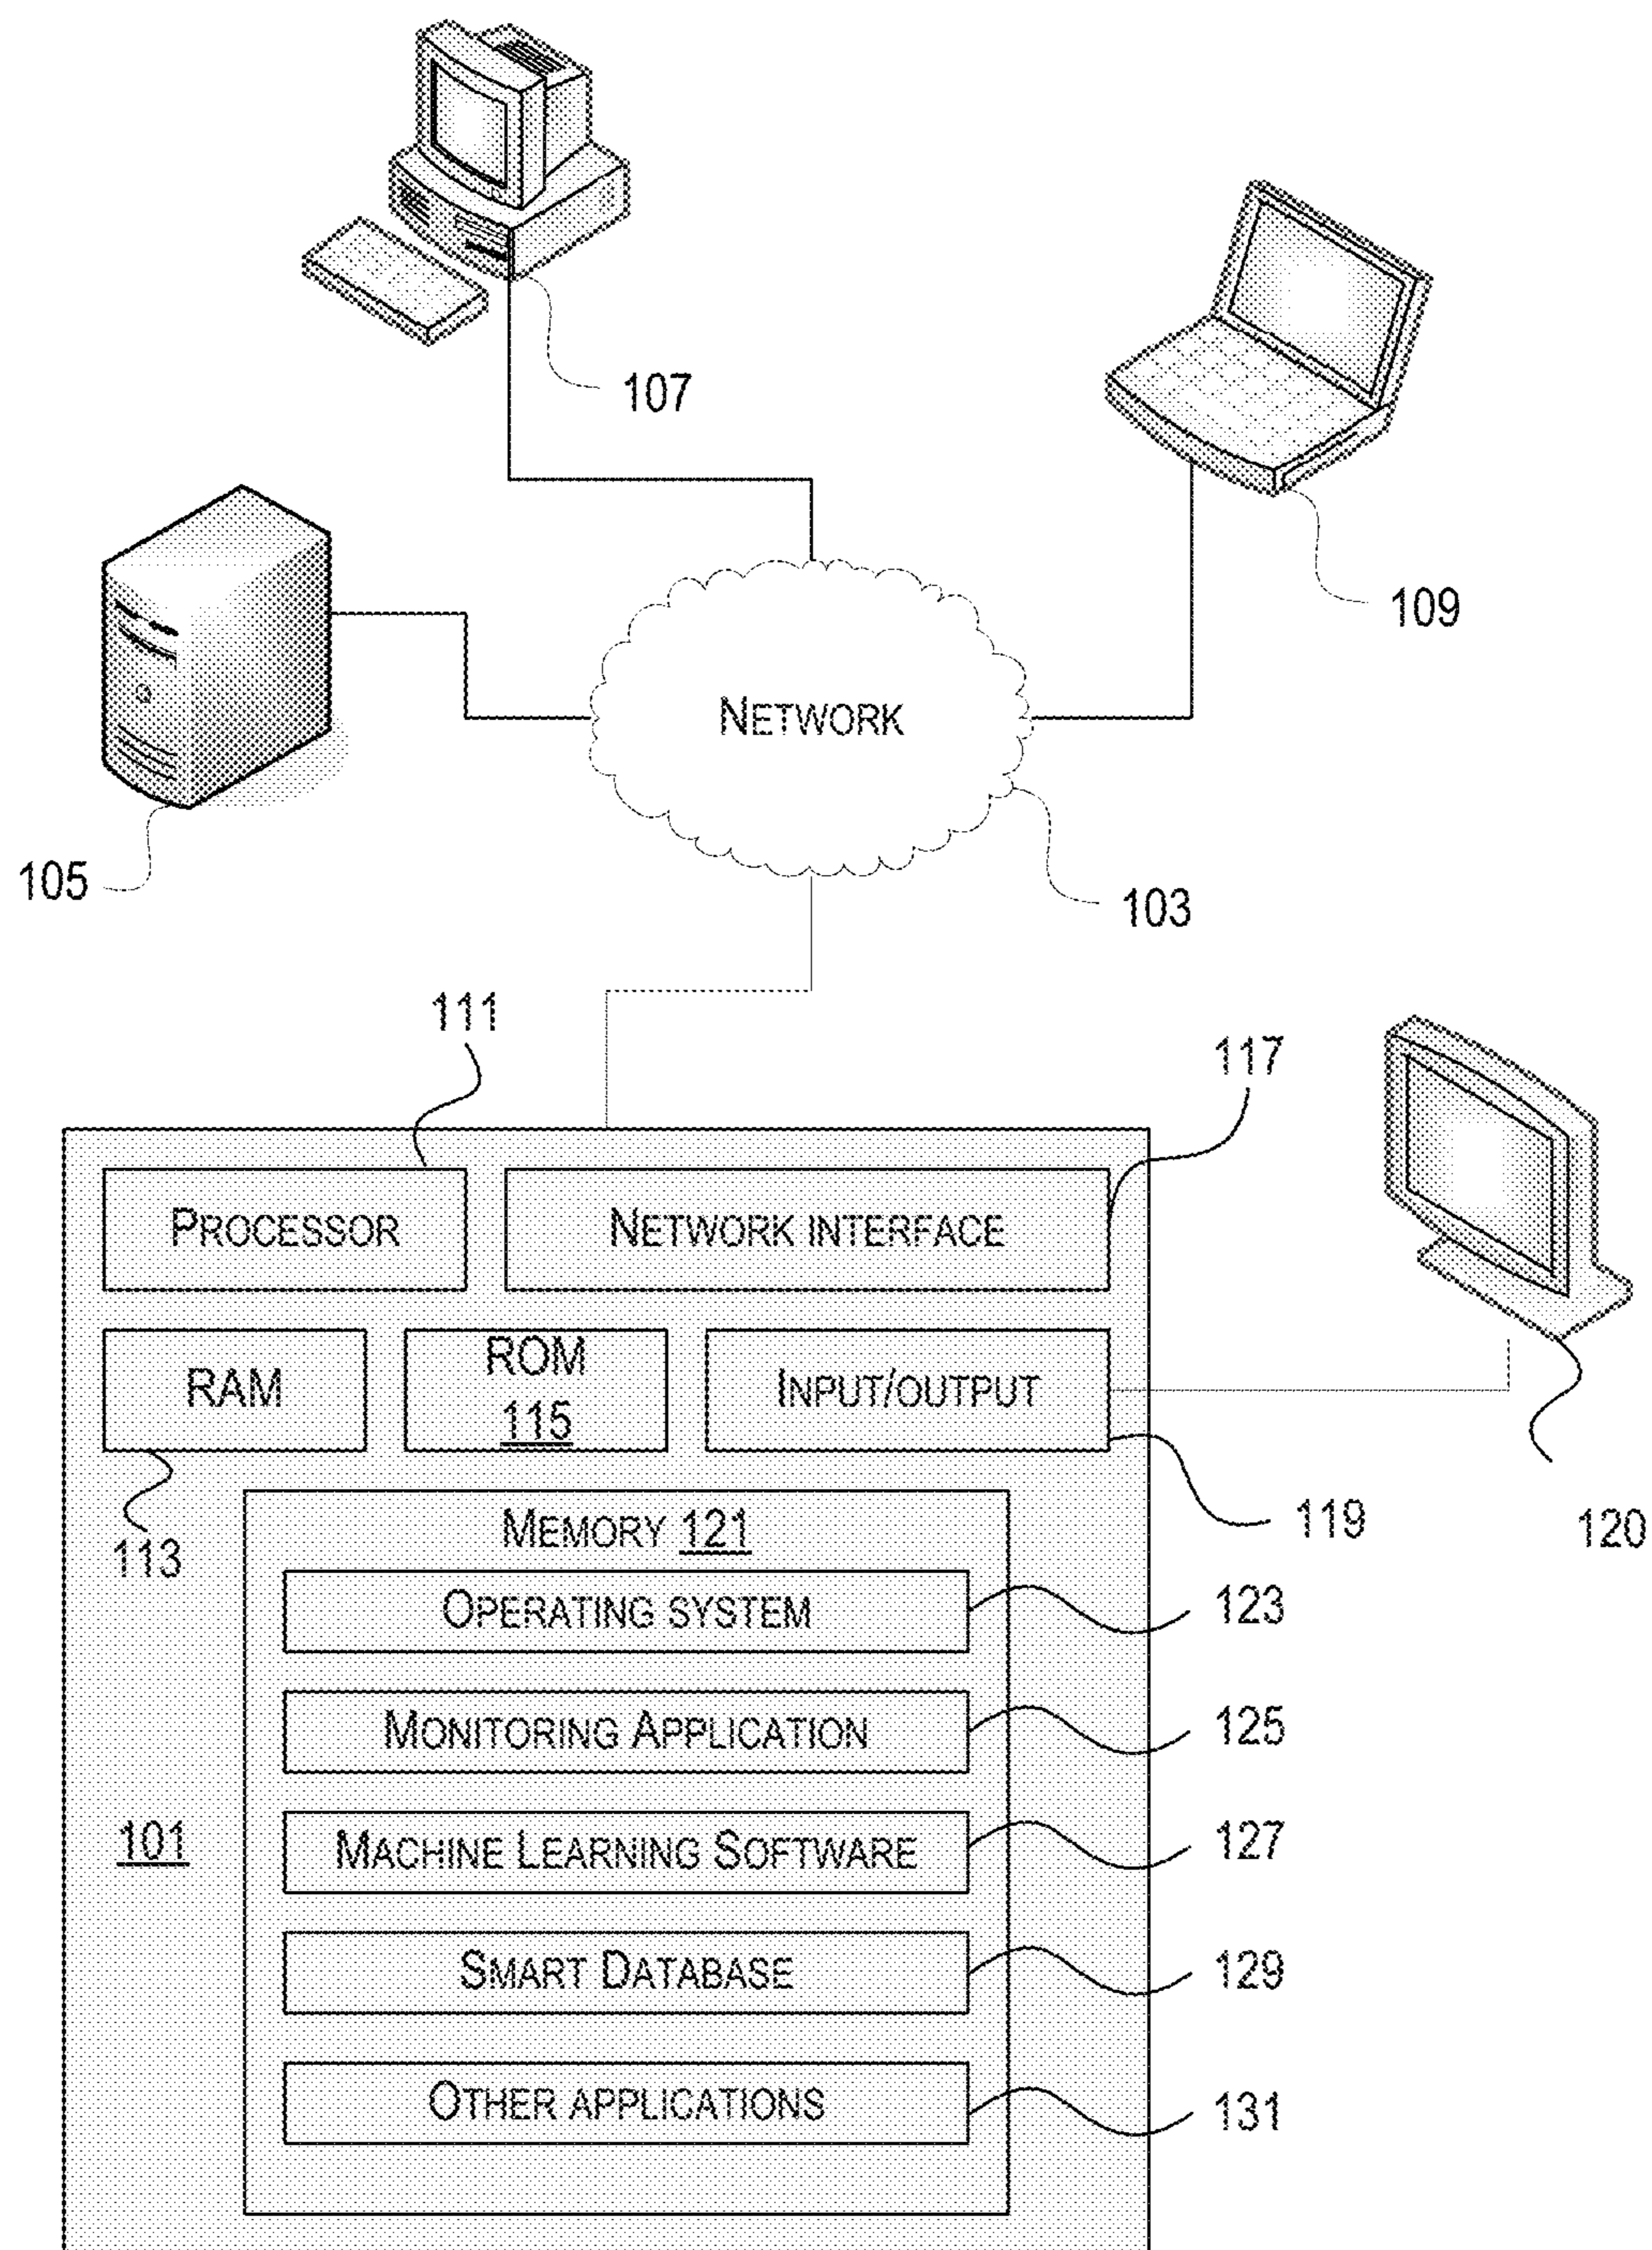 107
109
NETWORK
105
103
111
117
PROCESSOR
NETWORK INTERFACE
RAM
ROM
115
INPUT/OUTPUT
113
119
120
MEMORY 121
OPERATING SYSTEM
123
MONITORING APPLICATION
125
101
MACHINE LEARNING SOFTWARE
127
SMART DATABASE
129
OTHER APPLICATIONS
131